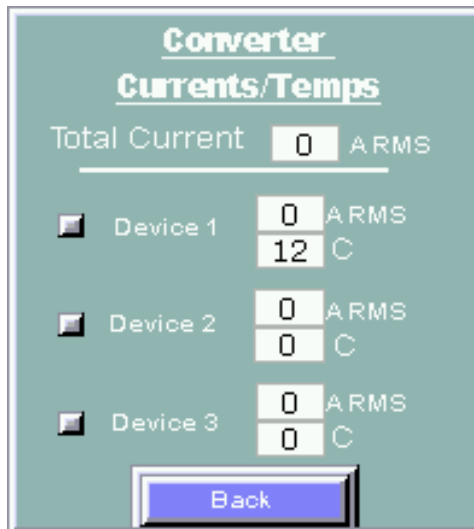 Converter
Currents/Temps
Total Current 0 ARMS
Device 1 0 ARMS
12 C
Device 2 0 ARMS
0 C
Device 3 0 ARMS
0 C
Back